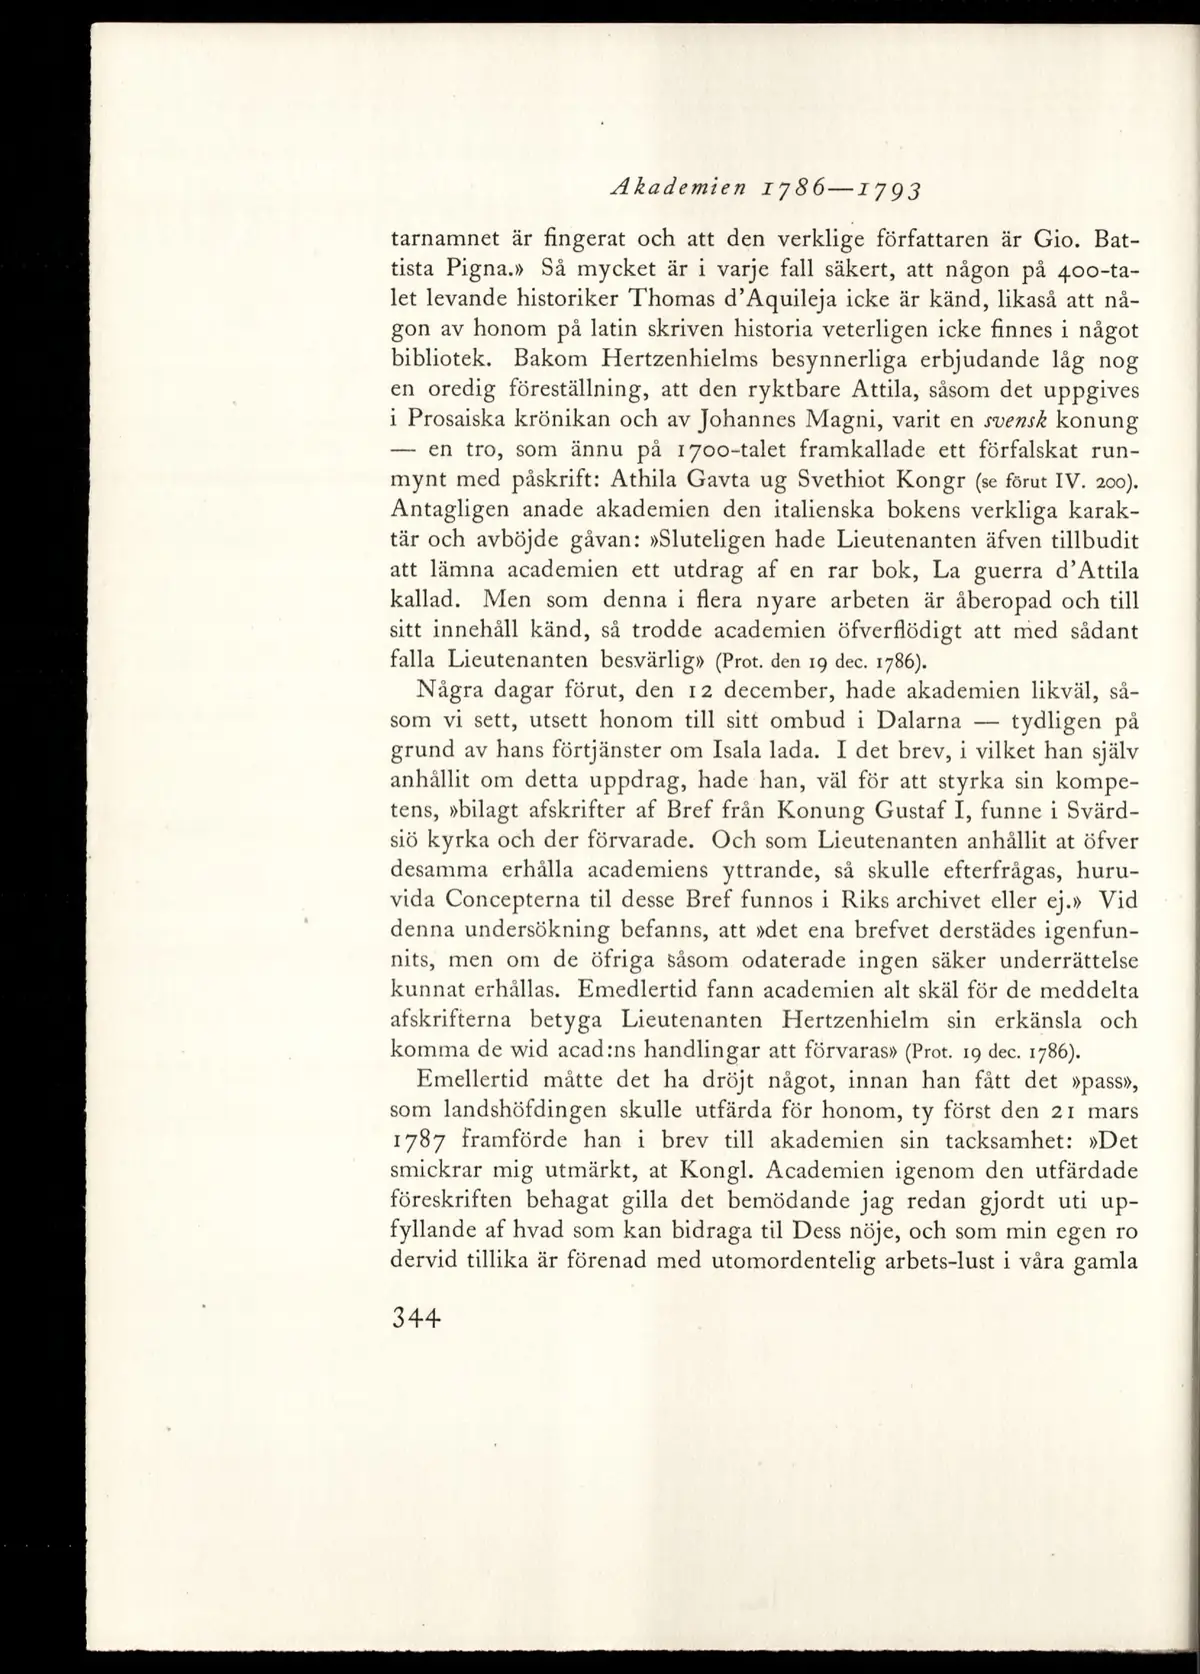 Akademien 1786—1793
tarnamnet är fingerat och att den verklige författaren är Gio. Bat-
tista Pigna.» Så mycket är i varje fall säkert, att någon på 400-ta-
let levande historiker Thomas d'Aquileja icke är känd, likaså att nå-
gon av honom på latin skriven historia veterligen icke finnes i något
bibliotek. Bakom Hertzenhielms besynnerliga erbjudande låg nog
en oredig föreställning, att den ryktbare Attila, såsom det uppgives
i Prosaiska krönikan och av Johannes Magni, varit en svensk konung
— en tro, som ännu på 1700-talet framkallade ett förfalskat run-
mynt med påskrift: Athila Gavta ug Svethiot Kongr (se förut IV. 200).
Antagligen anade akademien den italienska bokens verkliga karak-
tär och avböjde gåvan: »Sluteligen hade Lieutenanten äfven tillbudit
att lämna academien ett utdrag af en rar bok, La guerra d'Attila
kallad. Men som denna i flera nyare arbeten är åberopad och till
sitt innehåll känd, så trodde academien öfverflödigt att med sådant
falla Lieutenanten besvärlig» (Prot. den 19 dec. 1786).
Några dagar förut, den 12 december, hade akademien likväl, så-
som vi sett, utsett honom till sitt ombud i Dalarna — tydligen på
grund av hans förtjänster om Isala lada. I det brev, i vilket han själv
anhållit om detta uppdrag, hade han, väl för att styrka sin kompe-
tens, »bilagt afskrifter af Bref från Konung Gustaf I, funne i Svärd-
siö kyrka och der förvarade. Och som Lieutenanten anhållit at öfver
desamma erhålla academiens yttrande, så skulle efterfrågas, huru-
vida Concepterna til desse Bref funnos i Riks archivet eller ej.» Vid
denna undersökning befanns, att »det ena brefvet derstädes igenfun-
nits, men om de öfriga såsom odaterade ingen säker underrättelse
kunnat erhållas. Emedlertid fann academien alt skäl för de meddelta
afskrifterna betyga Lieutenanten Hertzenhielm sin erkänsla och
komma de wid acad:ns handlingar att förvaras» (Prot. 19 dec. 1786).
Emellertid måtte det ha dröjt något, innan han fått det »pass»,
som landshöfdingen skulle utfärda för honom, ty först den 21 mars
1787 framförde han i brev till akademien sin tacksamhet: »Det
smickrar mig utmärkt, at Kongl. Academien igenom den utfärdade
föreskriften behagat gilla det bemödande jag redan gjordt uti up-
fyllande af hvad som kan bidraga til Dess nöje, och som min egen ro
dervid tillika är förenad med utomordentelig arbets-lust i våra gamla
344